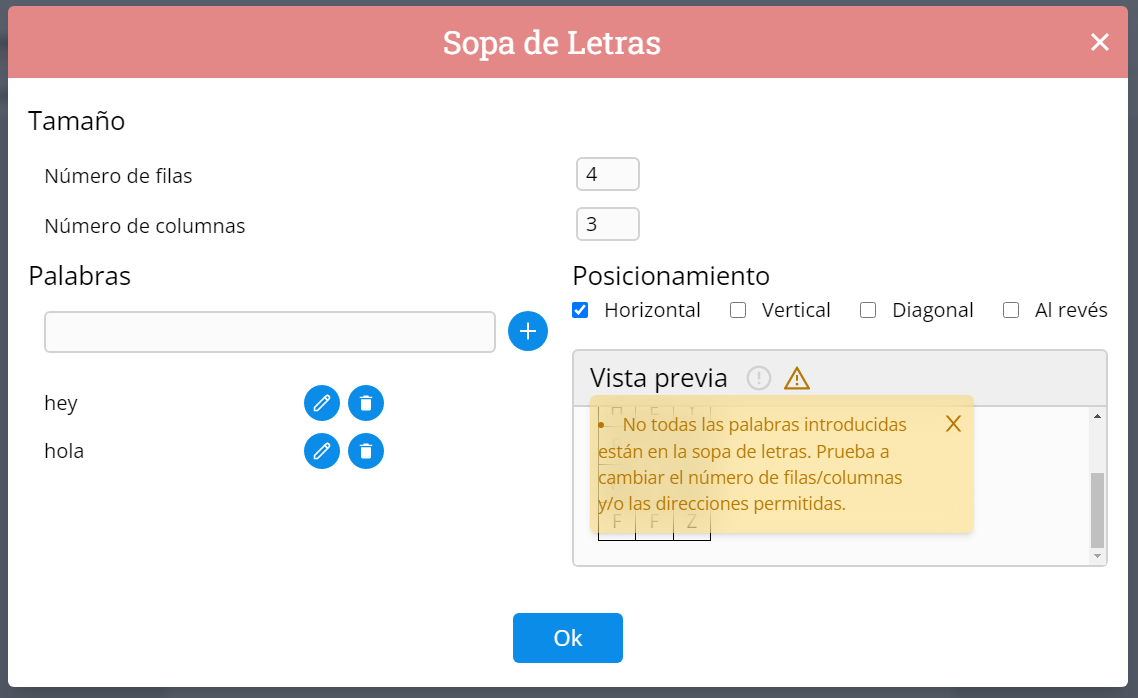 Sopa de Letras
Tamaño
Número de filas
4
Número de columnas
3
Palabras
Posicionamiento
Horizontal
Vertical
Diagonal
Al revés
Vista previa
H E Y
hey
hola
No todas las palabras introducidas
están en la sopa de letras. Prueba a
cambiar el número de filas/columnas
y/o las direcciones permitidas.
F F Z
Ok